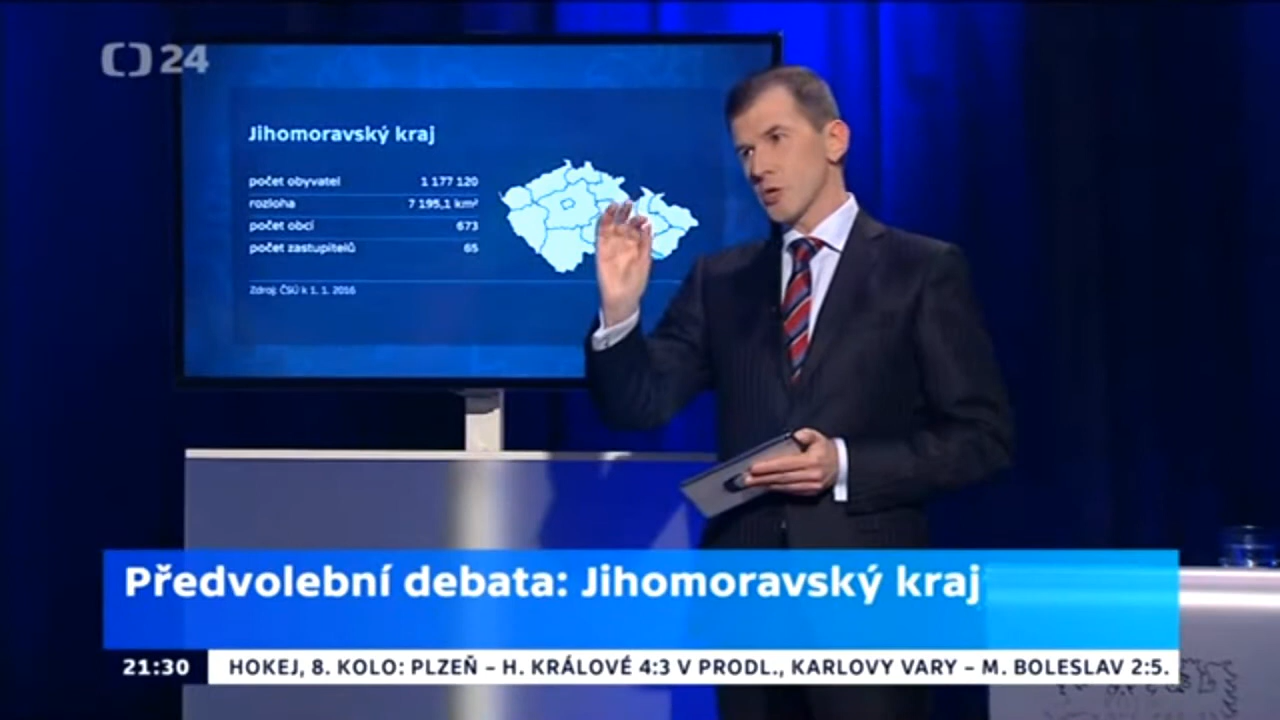 24
Jihomoravský kraj
počet obyvatel 1 177 120
rozloha 7 195,1 km²
počet obcí 673
počet zastupitelů 65
Zdroj: ČSÚ k 1. 1. 2016
Předvolební debata: Jihomoravský kraj
21:30 HOKEJ, 8. KOLO: PLZEŇ – H. KRÁLOVÉ 4:3 V PRODL., KARLOVY VARY – M. BOLESLAV 2:5.